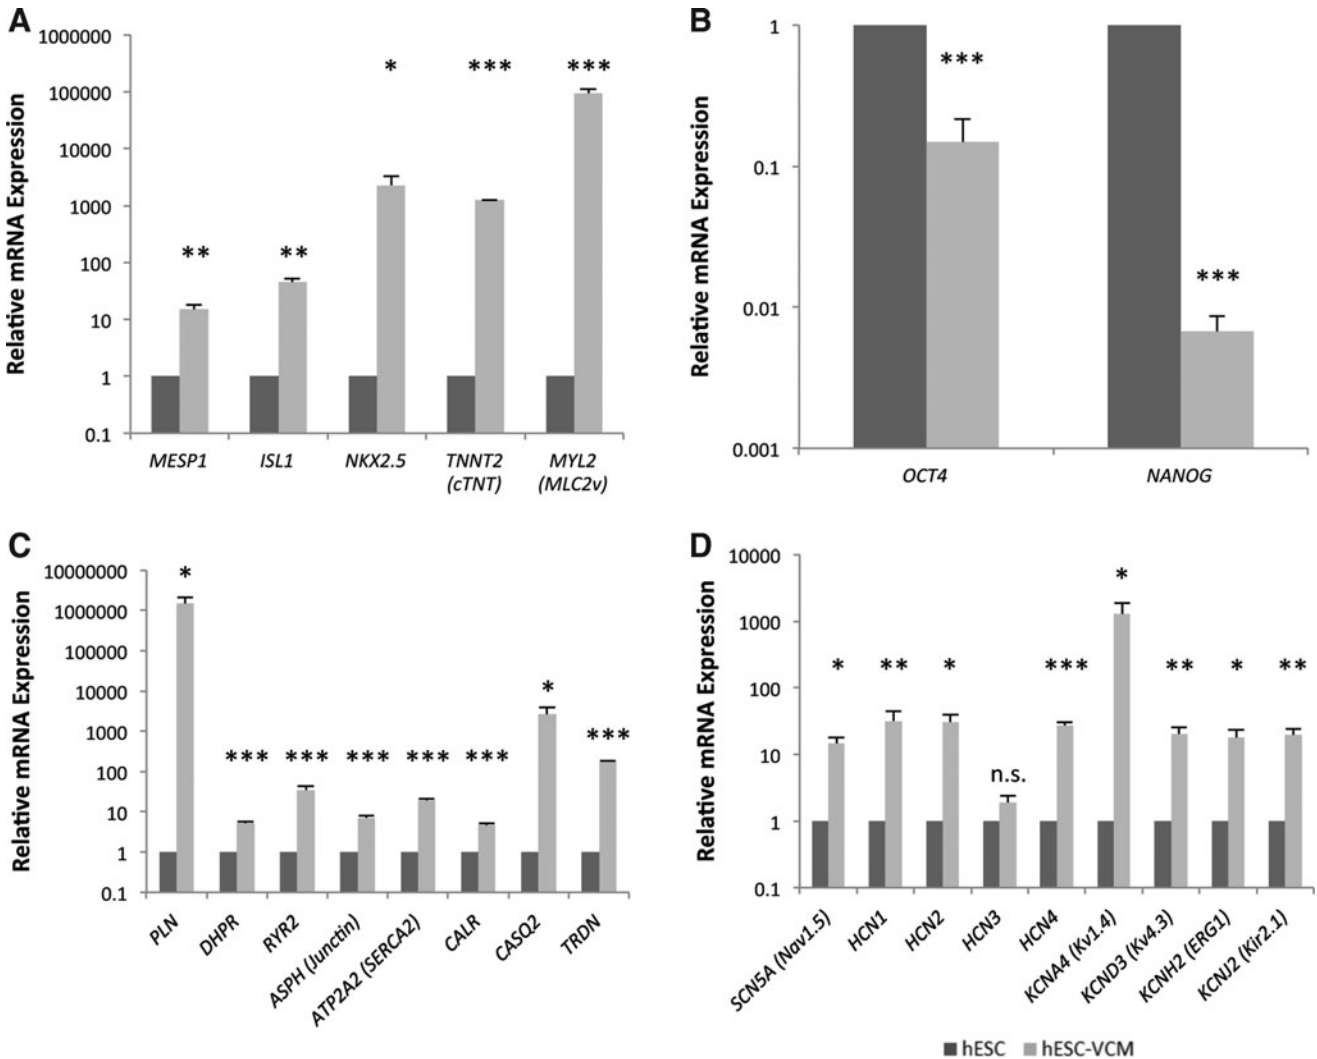 A
Relative mRNA Expression
1000000
100000
10000
1000
100
10
1
0.1
**
**
*
***
***
MESP1
ISL1
NKX2.5
TNNT2
(cTNT)
MYL2
(MLC2v)
B
Relative mRNA Expression
1
0.1
0.01
0.001
***
***
OCT4
NANOG
C
Relative mRNA Expression
10000000
1000000
100000
10000
1000
100
10
1
0.1
*
***
***
***
***
***
*
***
PLN
DHPR
RYR2
ASPH (Junctin)
ATP2A2 (SERCA2)
CALR
CASQ2
TRDN
D
Relative mRNA Expression
10000
1000
100
10
1
0.1
*
**
*
n.s.
***
*
**
*
**
SCN5A (Nav1.5)
HCN1
HCN2
HCN3
HCN4
KCNA4 (Kv1.4)
KCND3 (Kv4.3)
KCNH2 (ERG1)
KCNJ2 (Kir2.1)
hESC
hESC-VCM